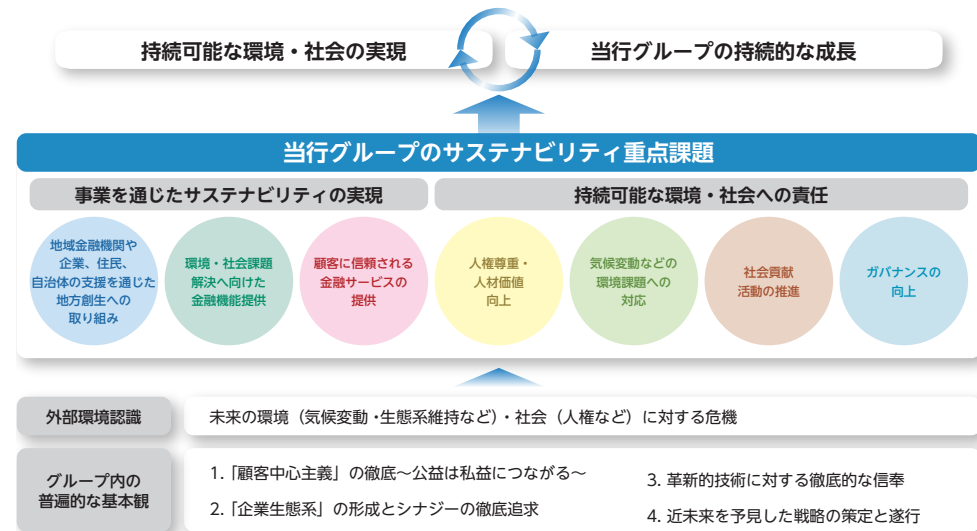 持続可能な環境・社会の実現
当行グループの持続的な成長
当行グループのサステナビリティ重点課題
事業を通じたサステナビリティの実現
持続可能な環境・社会への責任
地域金融機関や
企業、住民、
自治体の支援を通じた
地方創生への
取り組み
環境・社会課題
解決へ向けた
金融機能提供
顧客に信頼される
金融サービスの
提供
人権尊重・
人材価値
向上
気候変動などの
環境課題への
対応
社会貢献
活動の推進
ガバナンスの
向上
外部環境認識
未来の環境（気候変動・生態系維持など）・社会（人権など）に対する危機
グループ内の
普遍的な基本観
1.「顧客中心主義」の徹底～公益は私益につながる～
2.「企業生態系」の形成とシナジーの徹底追求
3. 革新的技術に対する徹底的な信奉
4. 近未来を予見した戦略の策定と遂行